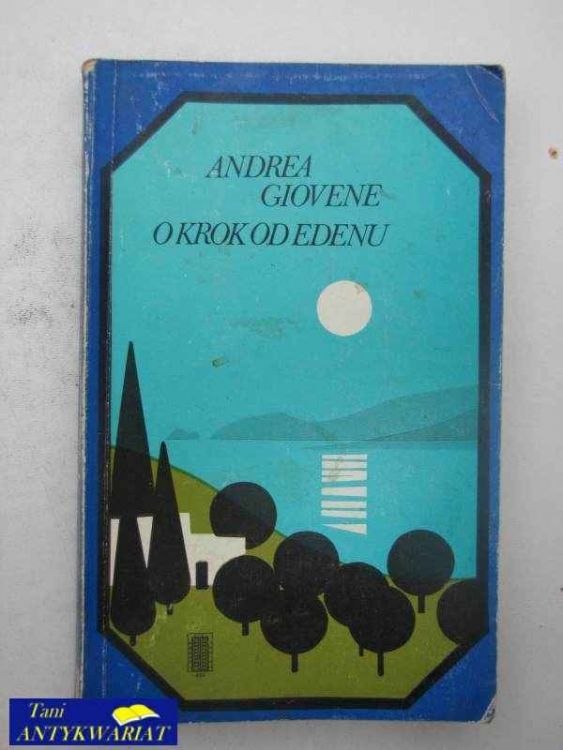 ANDREA
GIOVENE
O KROK OD EDENU
Tani
ANTYKWARIAT